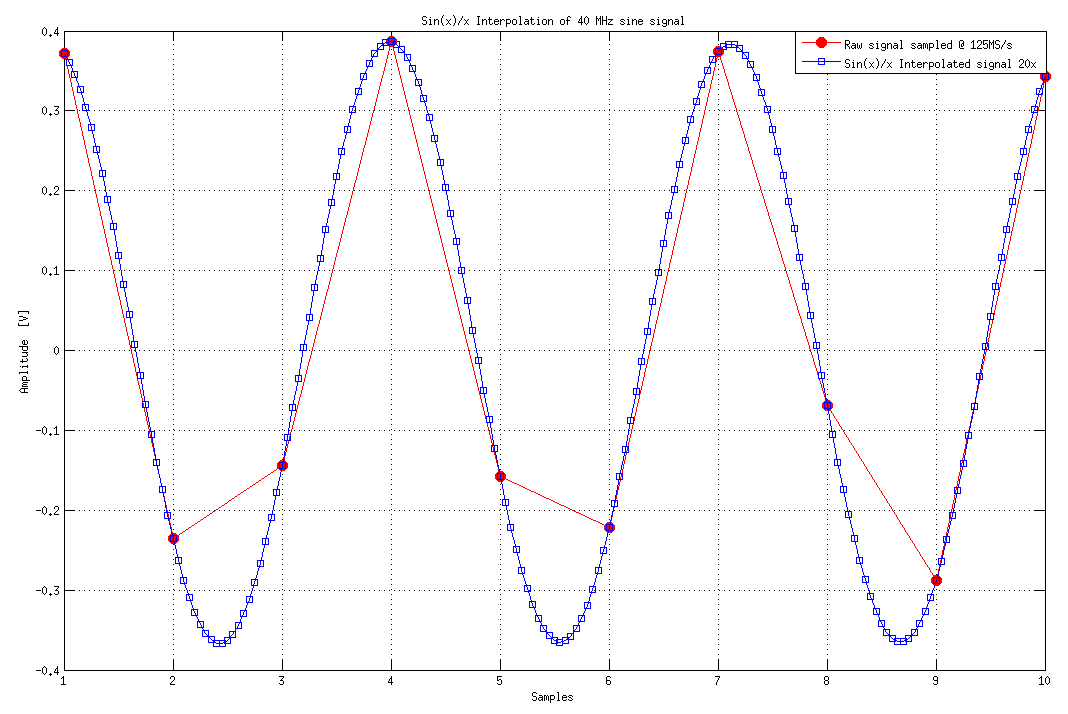 Sin(x)/x Interpolation of 40 MHz sine signal
Raw signal sampled @ 125MS/s
Sin(x)/x Interpolated signal 20x
Amplitude [V]
0.4
0.3
0.2
0.1
0
-0.1
-0.2
-0.3
-0.4
1 2 3 4 5 6 7 8 9 10
Samples